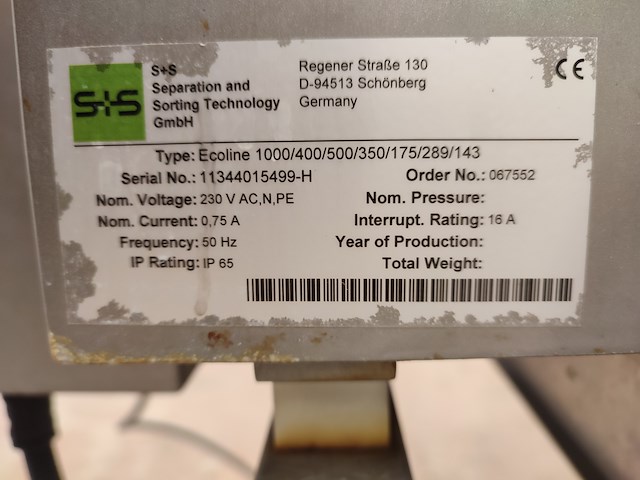 S+S
S+S
Separation and
Sorting Technology
GmbH
Regener Straße 130
D-94513 Schönberg
Germany
CE
Type: Ecoline 1000/400/500/350/175/289/143
Serial No.: 11344015499-H
Order No.: 067552
Nom. Voltage: 230 V AC,N,PE
Nom. Pressure:
Nom. Current: 0,75 A
Interrupt. Rating: 16 A
Frequency: 50 Hz
Year of Production:
IP Rating: IP 65
Total Weight: